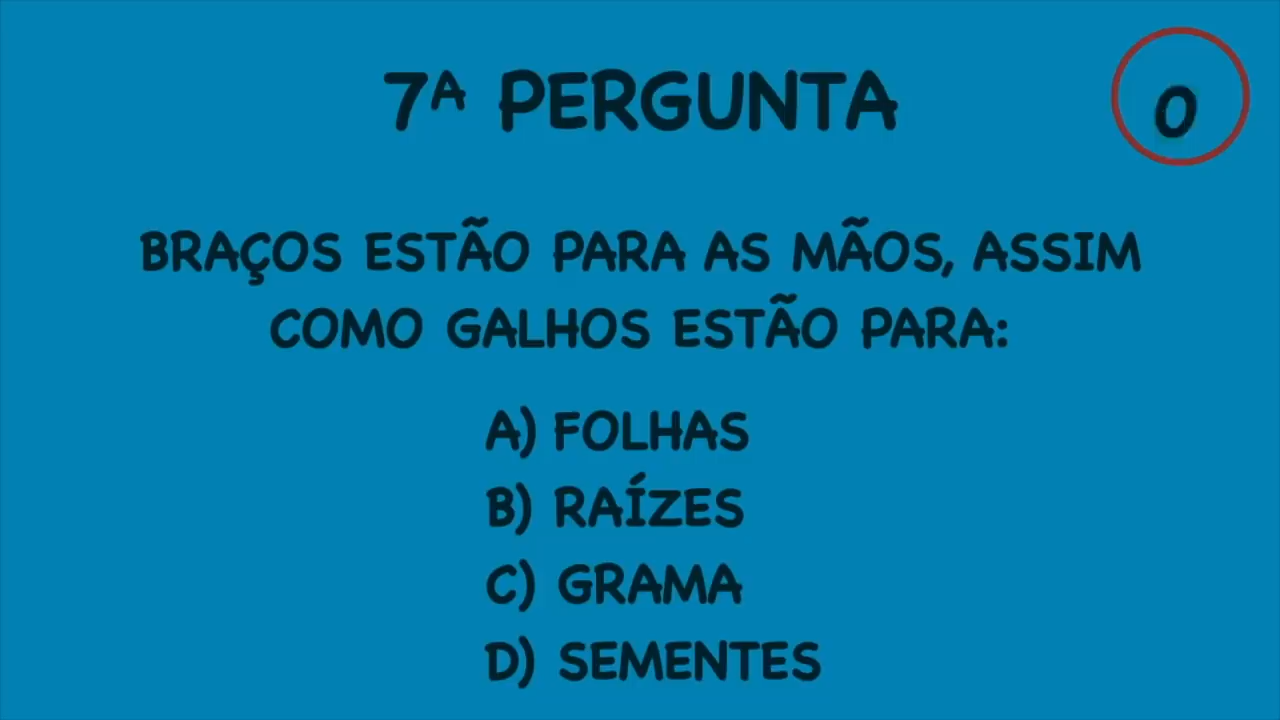 7ª PERGUNTA
0
BRAÇOS ESTÃO PARA AS MÃOS, ASSIM
COMO GALHOS ESTÃO PARA:
A) FOLHAS
B) RAÍZES
C) GRAMA
D) SEMENTES